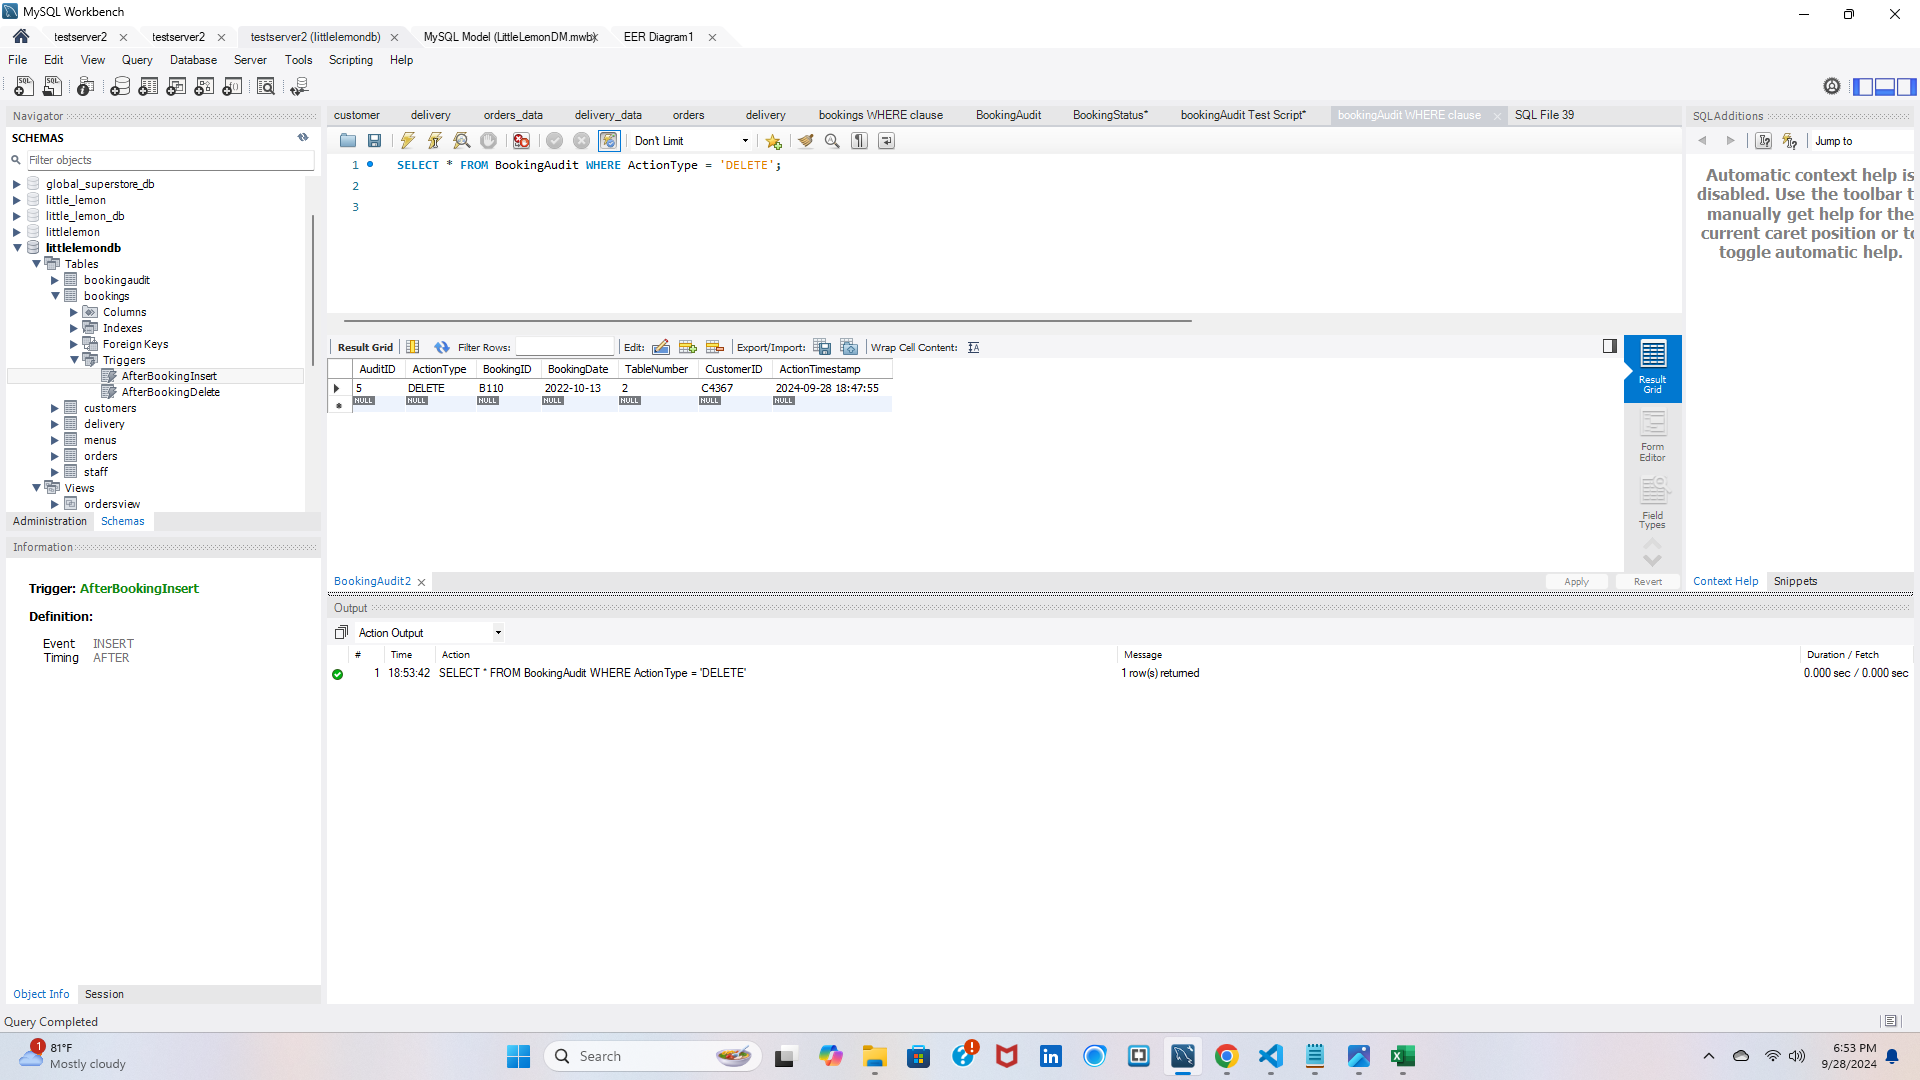 MySQL Workbench
testserver2
testserver2
testserver2 (littlelemondb)
MySQL Model (LittleLemonDM.mwb)
EER Diagram1
File Edit View Query Database Server Tools Scripting Help
Navigator
SCHEMAS
Filter objects
global_superstore_db
little_lemon
little_lemon_db
littlelemon
littlelemondb
Tables
bookingaudit
bookings
Columns
Indexes
Foreign Keys
Triggers
AfterBookingInsert
AfterBookingDelete
customers
delivery
menus
orders
staff
Views
ordersview
Administration Schemas
Information
Trigger: AfterBookingInsert
Definition:
Event INSERT
Timing AFTER
Object Info Session
customer delivery orders_data delivery_data orders delivery bookings WHERE clause BookingAudit BookingStatus* bookingAudit Test Script* bookingAudit WHERE clause SQL File 39
Don't Limit
1 SELECT * FROM BookingAudit WHERE ActionType = 'DELETE';
2
3
Result Grid Filter Rows: Edit: Export/Import: Wrap Cell Content:
AuditID ActionType BookingID BookingDate TableNumber CustomerID ActionTimestamp
5 DELETE B110 2022-10-13 2 C4367 2024-09-28 18:47:55
NULL NULL NULL NULL NULL NULL NULL
Result
Grid
Form
Editor
Field
Types
BookingAudit2
Apply Revert
SQLAdditions
Jump to
Automatic context help is
disabled. Use the toolbar t
manually get help for the
current caret position or to
toggle automatic help.
Context Help Snippets
Output
Action Output
# Time Action Message Duration / Fetch
1 18:53:42 SELECT * FROM BookingAudit WHERE ActionType = 'DELETE' 1 row(s) returned 0.000 sec / 0.000 sec
Query Completed
1
81°F
Mostly cloudy
Search
6:53 PM
9/28/2024